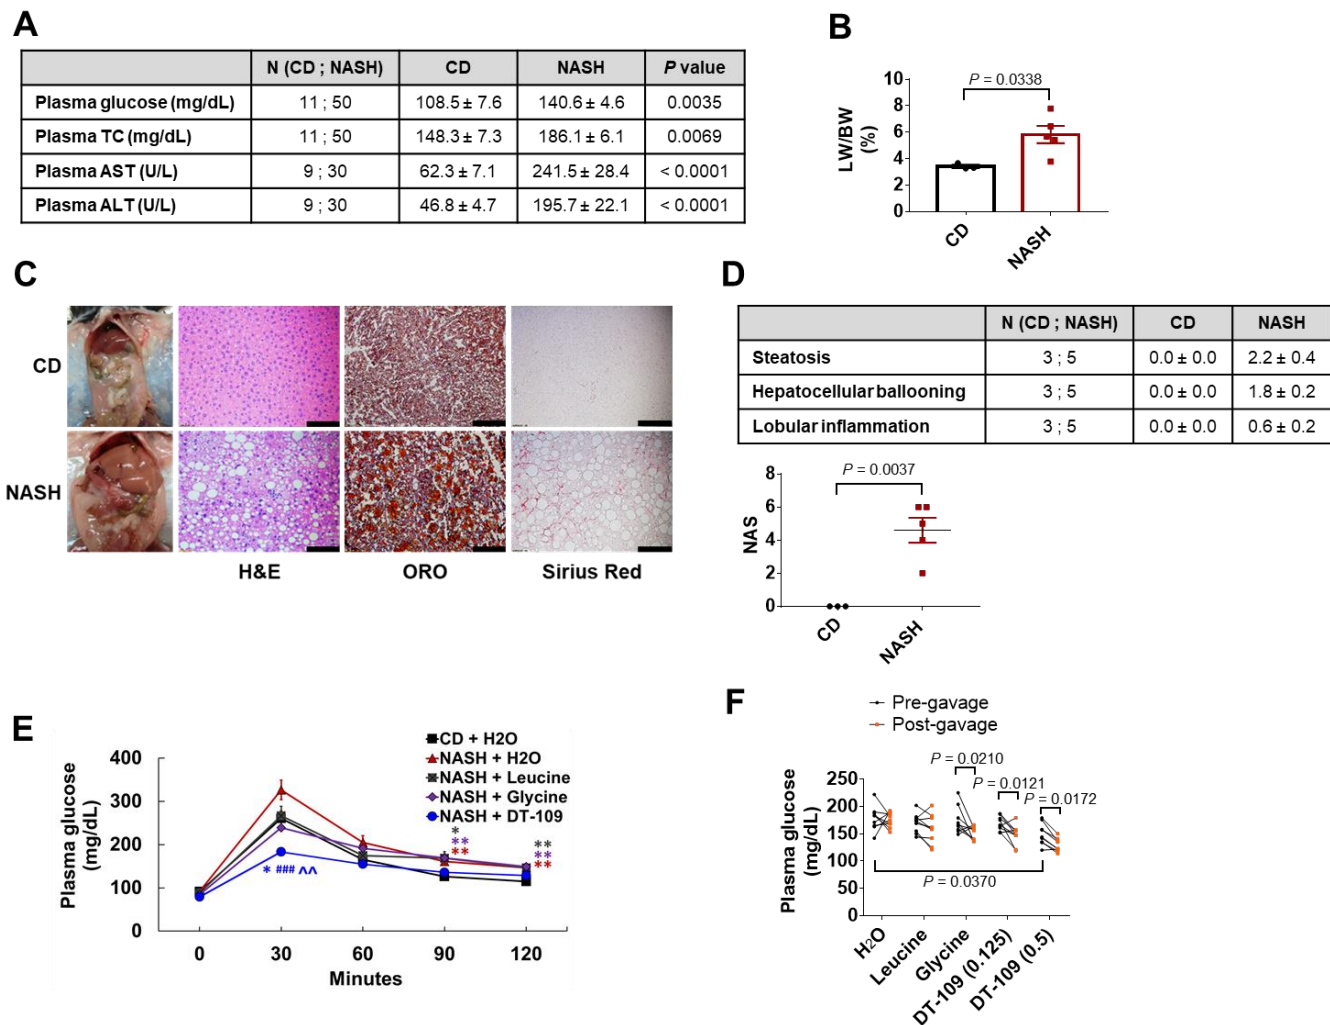 A
N (CD ; NASH) CD NASH P value
Plasma glucose (mg/dL) 11 ; 50 108.5 ± 7.6 140.6 ± 4.6 0.0035
Plasma TC (mg/dL) 11 ; 50 148.3 ± 7.3 186.1 ± 6.1 0.0069
Plasma AST (U/L) 9 ; 30 62.3 ± 7.1 241.5 ± 28.4 < 0.0001
Plasma ALT (U/L) 9 ; 30 46.8 ± 4.7 195.7 ± 22.1 < 0.0001
B
P = 0.0338
LW/BW
(%)
10
8
6
4
2
0
CD
NASH
C
CD
NASH
H&E ORO Sirius Red
D
N (CD ; NASH) CD NASH
Steatosis 3 ; 5 0.0 ± 0.0 2.2 ± 0.4
Hepatocellular ballooning 3 ; 5 0.0 ± 0.0 1.8 ± 0.2
Lobular inflammation 3 ; 5 0.0 ± 0.0 0.6 ± 0.2
P = 0.0037
NAS
8
6
4
2
0
CD
NASH
E
CD + H2O
NASH + H2O
NASH + Leucine
NASH + Glycine
NASH + DT-109
Plasma glucose
(mg/dL)
400
300
200
100
0
* ### ^^
*
**
**
**
**
**
0 30 60 90 120
Minutes
F
Pre-gavage
Post-gavage
P = 0.0210
P = 0.0121
P = 0.0172
P = 0.0370
Plasma glucose
(mg/dL)
250
200
150
100
50
0
H2O
Leucine
Glycine
DT-109 (0.125)
DT-109 (0.5)